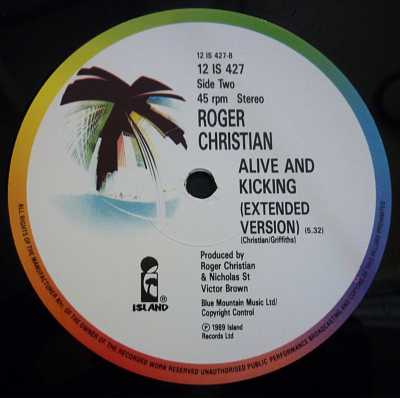 12 IS 427-B
12 IS 427
Side Two
45 rpm Stereo
ROGER
CHRISTIAN
ALIVE AND
KICKING
(EXTENDED
VERSION) (5.32)
(Christian/Griffiths)
Produced by
Roger Christian
& Nicholas St
Victor Brown
Blue Mountain Music Ltd/
Copyright Control
℗ 1989 Island
Records Ltd
ISLAND
ALL RIGHTS OF THE MANUFACTURER AND OF THE OWNER OF THE RECORDED WORK RESERVED UNAUTHORISED PUBLIC PERFORMANCE BROADCASTING AND COPYING OF THIS RECORD PROHIBITED